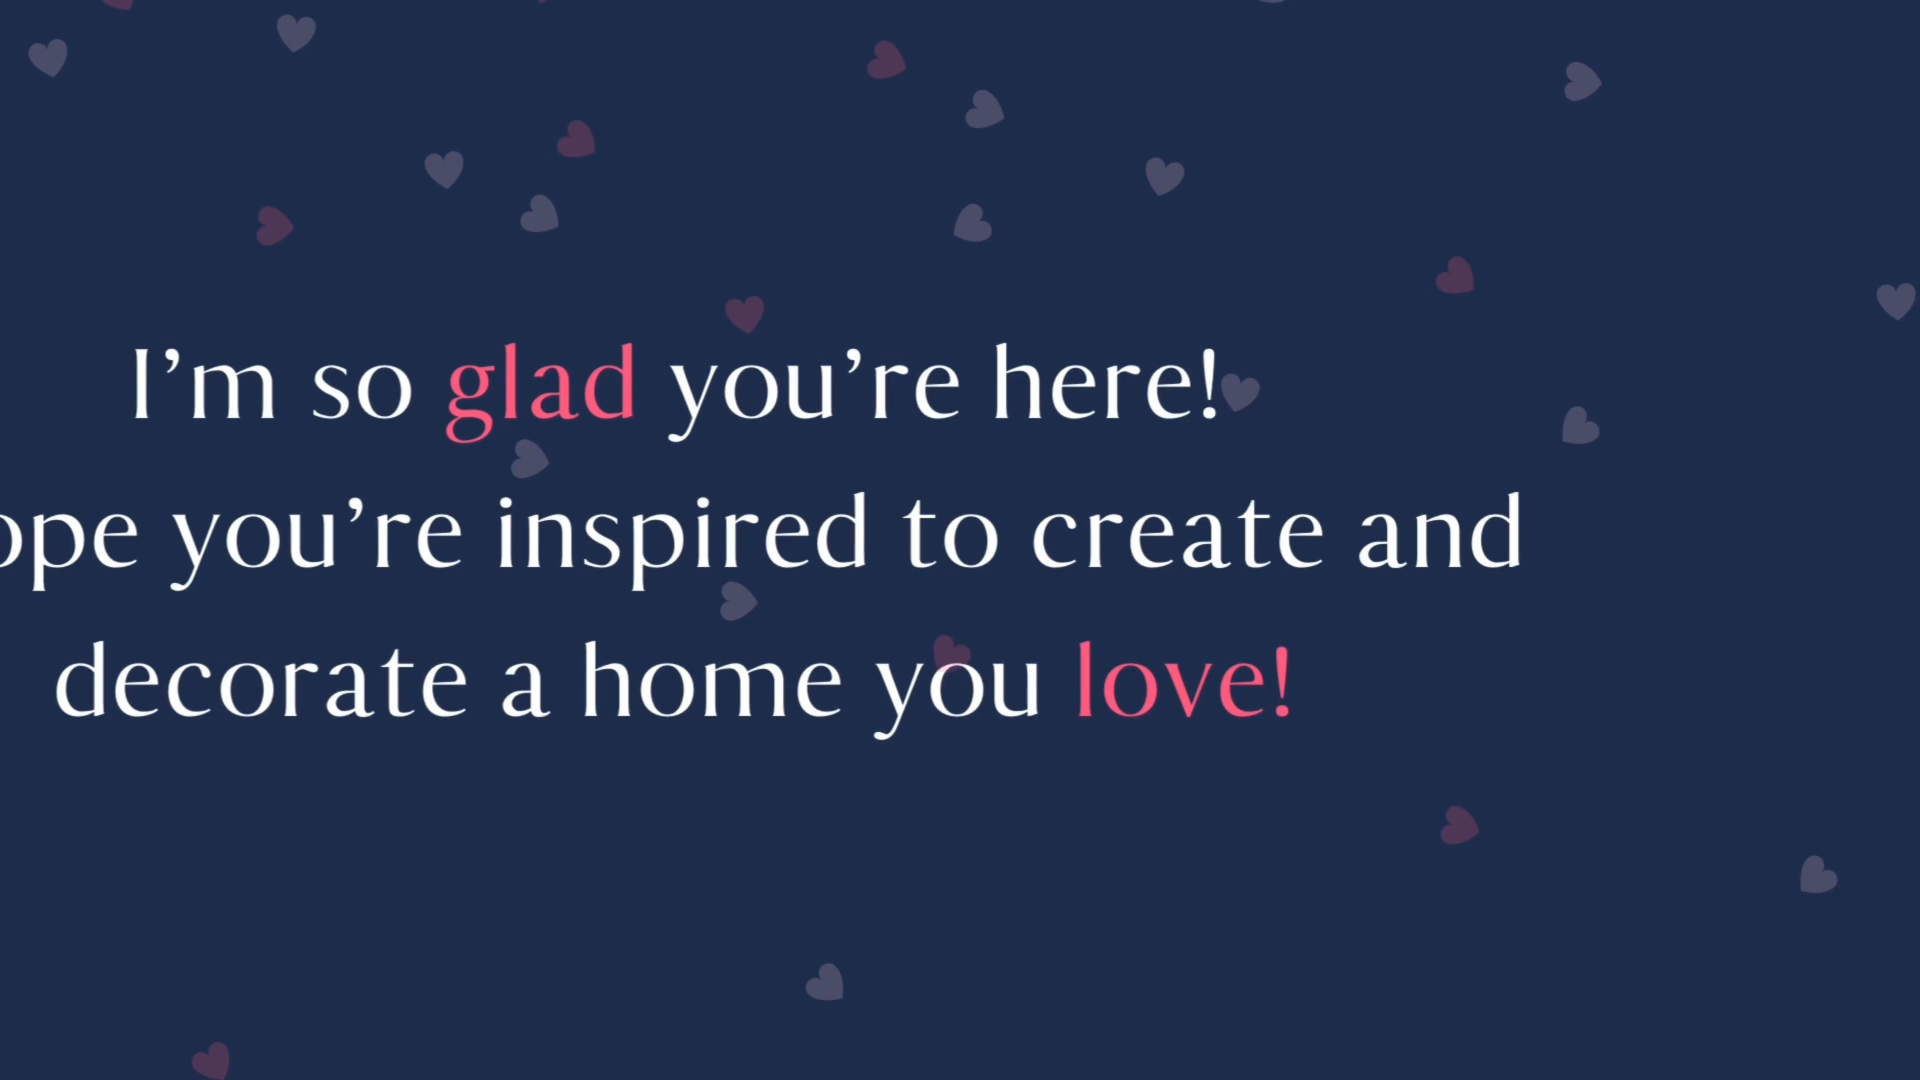 I’m so glad you’re here!
ope you’re inspired to create and
decorate a home you love!